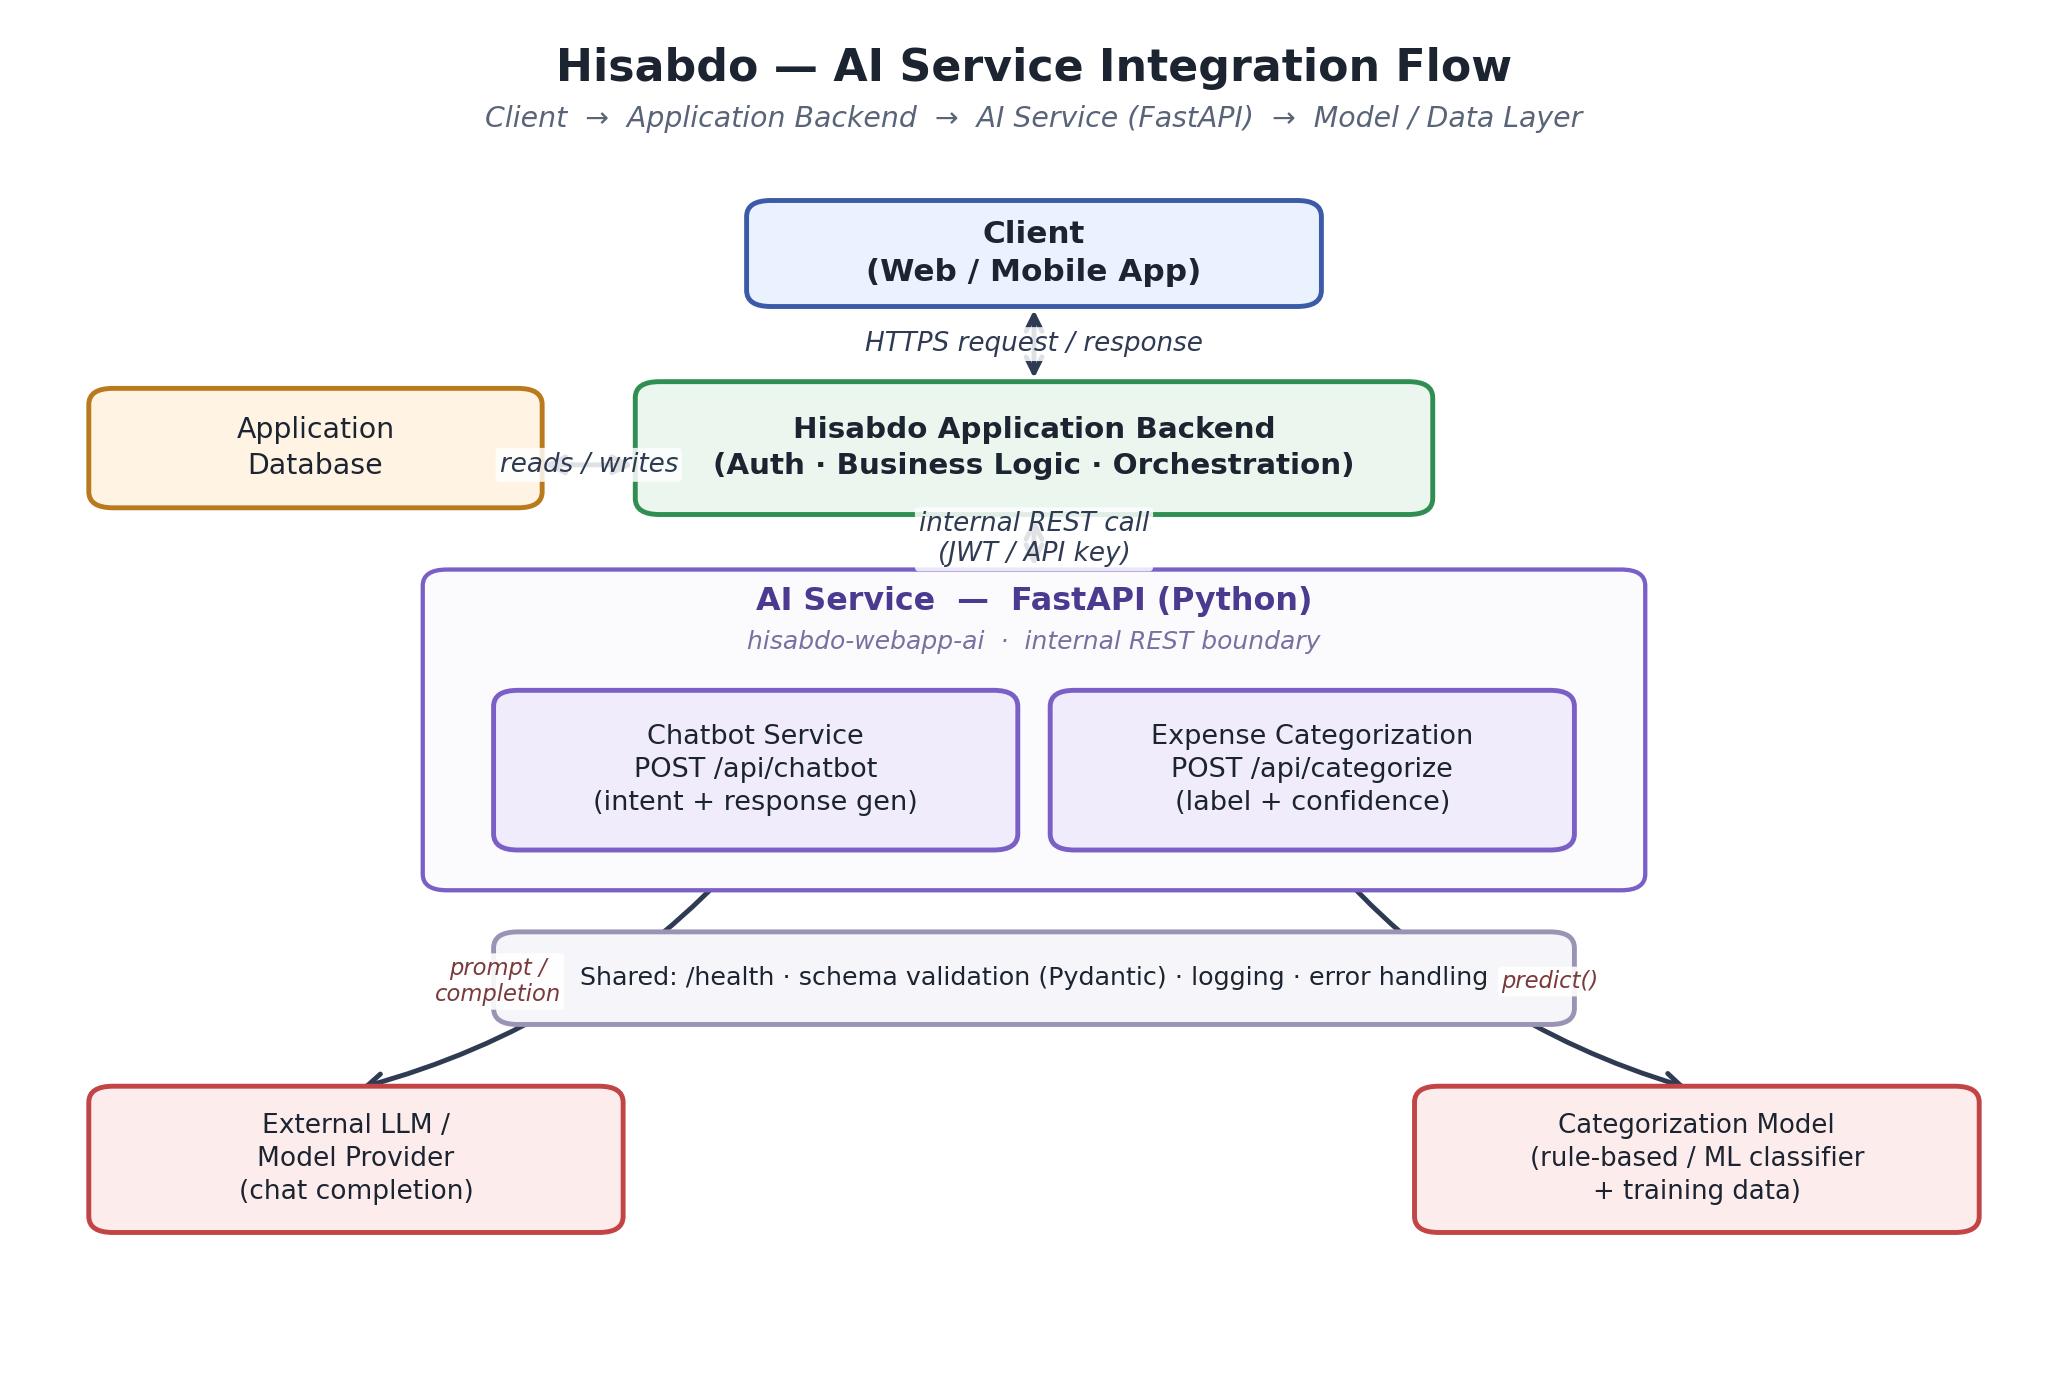 Hisabdo — AI Service Integration Flow
Client → Application Backend → AI Service (FastAPI) → Model / Data Layer
Client
(Web / Mobile App)
HTTPS request / response
Application
Database
reads / writes
Hisabdo Application Backend
(Auth · Business Logic · Orchestration)
internal REST call
(JWT / API key)
AI Service — FastAPI (Python)
hisabdo-webapp-ai · internal REST boundary
Chatbot Service
POST /api/chatbot
(intent + response gen)
Expense Categorization
POST /api/categorize
(label + confidence)
prompt /
completion
Shared: /health · schema validation (Pydantic) · logging · error handling
predict()
External LLM /
Model Provider
(chat completion)
Categorization Model
(rule-based / ML classifier
+ training data)